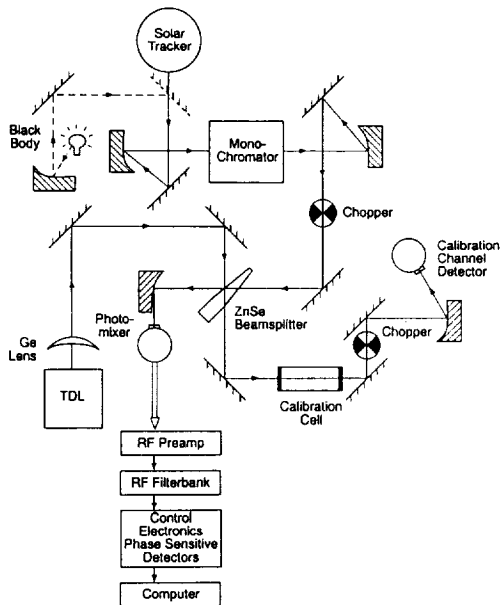 Solar
Tracker
Black
Body
Mono-
Chromator
Chopper
Calibration
Channel
Detector
ZnSe
Beamsplitter
Photo-
mixer
Ge
Lens
TDL
Chopper
Calibration
Cell
RF Preamp
RF Filterbank
Control
Electronics
Phase Sensitive
Detectors
Computer